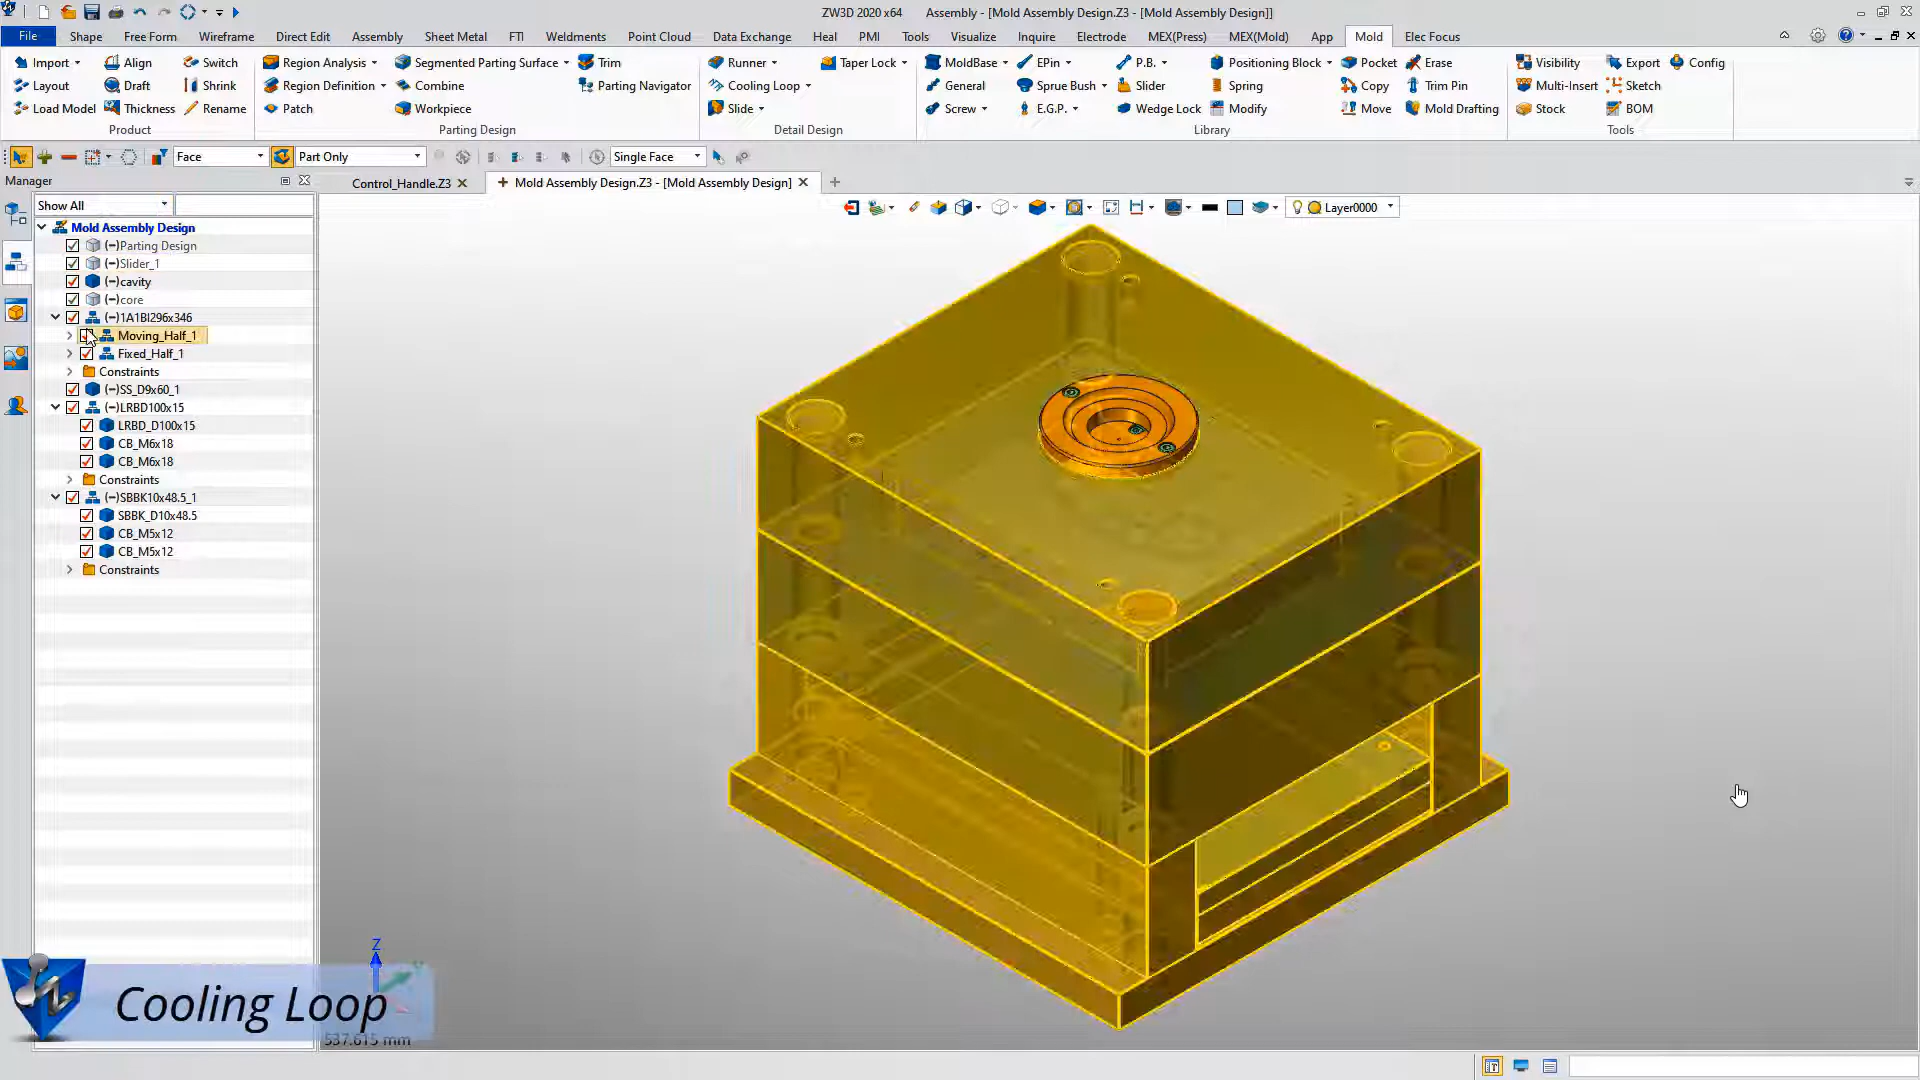 ZW3D 2020 x64 Assembly - [Mold Assembly Design.Z3 - [Mold Assembly Design]]
File Shape Free Form Wireframe Direct Edit Assembly Sheet Metal FTI Weldments Point Cloud Data Exchange Heal PMI Tools Visualize Inquire Electrode MEX(Press) MEX(Mold) App Mold Elec Focus
Import Align Switch Region Analysis Segmented Parting Surface Trim Runner Taper Lock MoldBase EPin P.B. Positioning Block Pocket Erase Visibility Export Config
Layout Draft Shrink Region Definition Combine Parting Navigator Cooling Loop General Sprue Bush Slider Spring Copy Trim Pin Multi-Insert Sketch
Load Model Thickness Rename Patch Workpiece Slide Screw E.G.P. Wedge Lock Modify Move Mold Drafting Stock BOM
Product Parting Design Detail Design Library Tools
Face Part Only Single Face
Manager Control_Handle.Z3 Mold Assembly Design.Z3 - [Mold Assembly Design]
Show All Layer0000
Mold Assembly Design
(-)Parting Design
(-)Slider_1
(-)cavity
(-)core
(-)1A1BI296x346
Moving_Half_1
Fixed_Half_1
Constraints
(-)SS_D9x60_1
(-)LRBD100x15
LRBD_D100x15
CB_M6x18
CB_M6x18
Constraints
(-)SBBK10x48.5_1
SBBK_D10x48.5
CB_M5x12
CB_M5x12
Constraints
Z
Cooling Loop
537.615 mm